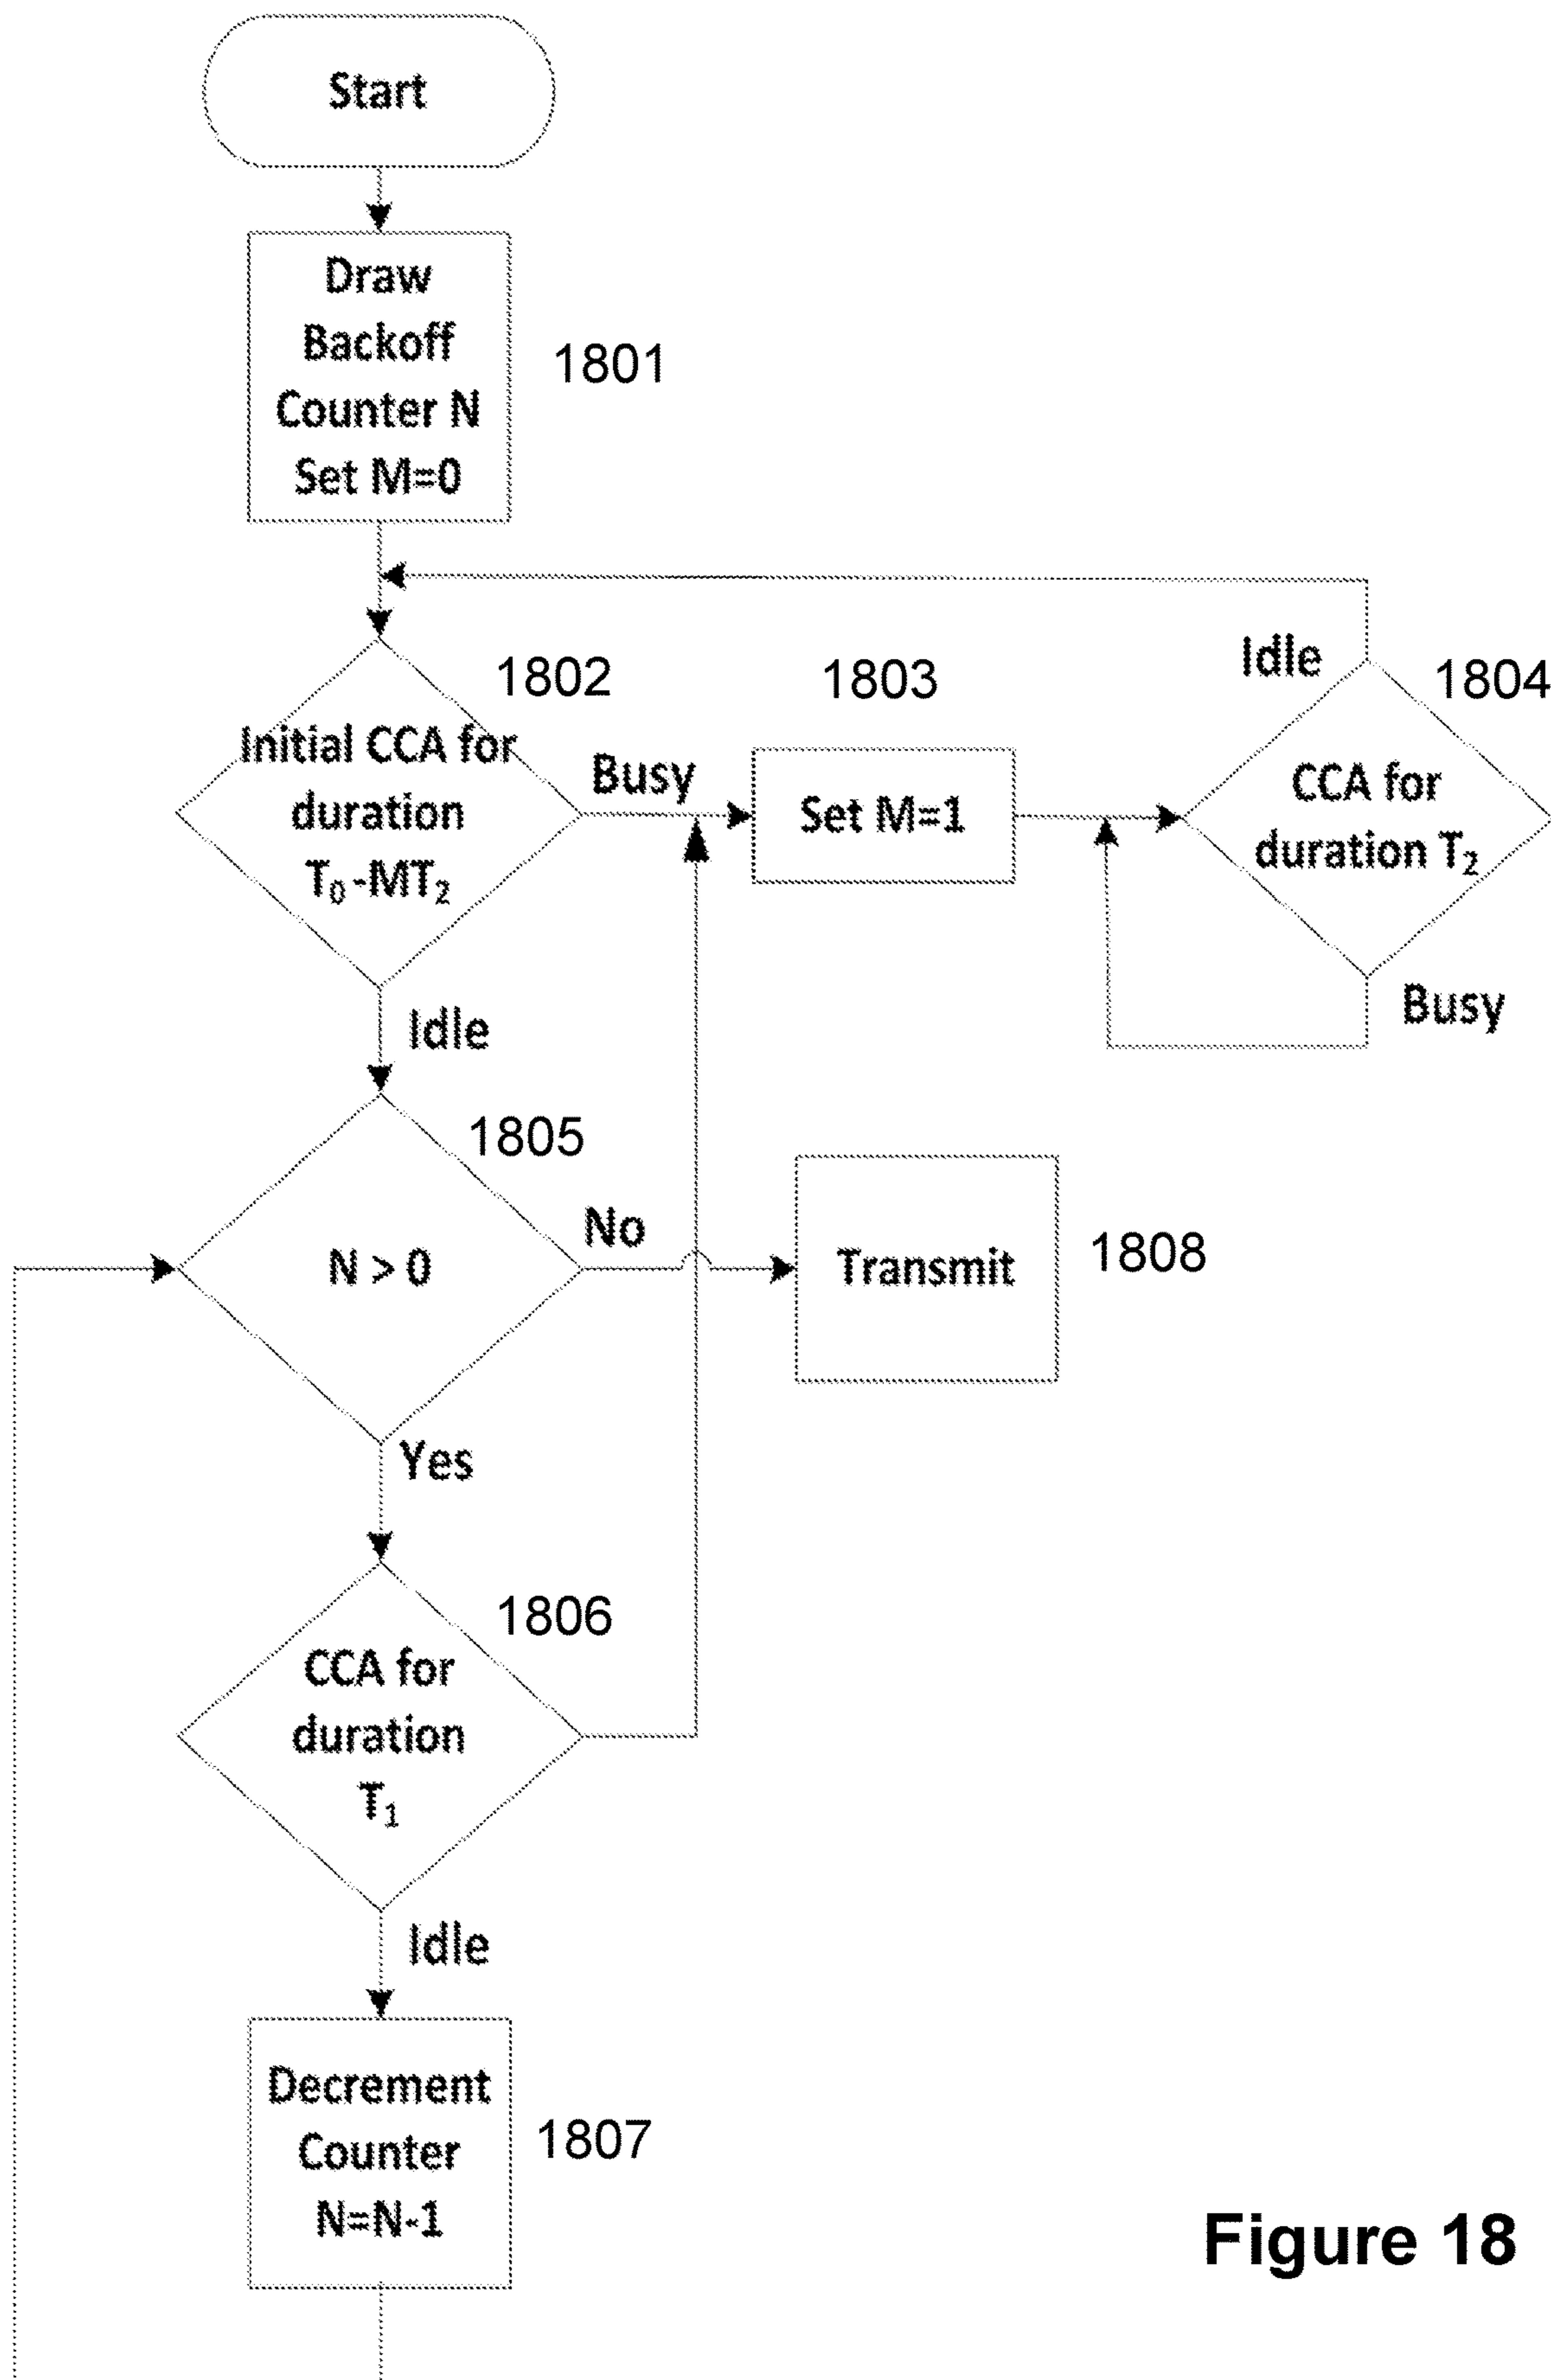 Start
Draw
Backoff
Counter N
Set M=0
1801
1802
Initial CCA for
duration
T₀-MT₂
Busy
Idle
1803
Set M=1
Idle
1804
CCA for
duration T₂
Busy
1805
N > 0
No
Yes
Transmit
1808
1806
CCA for
duration
T₁
Idle
Decrement
Counter
N=N-1
1807
Figure 18